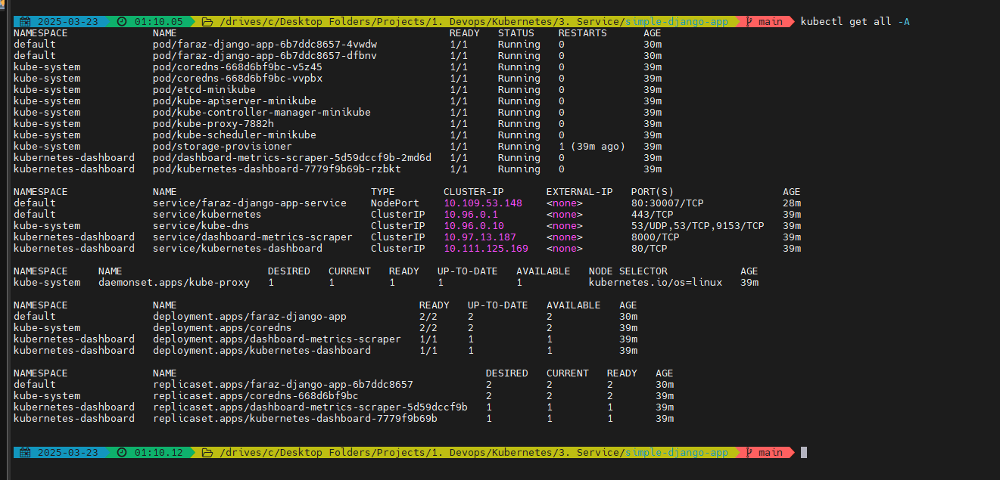 2025-03-23 01:10.05 /drives/c/Desktop Folders/Projects/1. Devops/Kubernetes/3. Service/simple-django-app main kubectl get all -A
NAMESPACE NAME READY STATUS RESTARTS AGE
default pod/faraz-django-app-6b7ddc8657-4vwdw 1/1 Running 0 30m
default pod/faraz-django-app-6b7ddc8657-dfbnv 1/1 Running 0 30m
kube-system pod/coredns-668d6bf9bc-v5z45 1/1 Running 0 39m
kube-system pod/coredns-668d6bf9bc-vvpbx 1/1 Running 0 39m
kube-system pod/etcd-minikube 1/1 Running 0 39m
kube-system pod/kube-apiserver-minikube 1/1 Running 0 39m
kube-system pod/kube-controller-manager-minikube 1/1 Running 0 39m
kube-system pod/kube-proxy-7882h 1/1 Running 0 39m
kube-system pod/kube-scheduler-minikube 1/1 Running 0 39m
kube-system pod/storage-provisioner 1/1 Running 1 (39m ago) 39m
kubernetes-dashboard pod/dashboard-metrics-scraper-5d59dccf9b-2md6d 1/1 Running 0 39m
kubernetes-dashboard pod/kubernetes-dashboard-7779f9b69b-rzbkt 1/1 Running 0 39m
NAMESPACE NAME TYPE CLUSTER-IP EXTERNAL-IP PORT(S) AGE
default service/faraz-django-app-service NodePort 10.109.53.148 <none> 80:30007/TCP 28m
default service/kubernetes ClusterIP 10.96.0.1 <none> 443/TCP 39m
kube-system service/kube-dns ClusterIP 10.96.0.10 <none> 53/UDP,53/TCP,9153/TCP 39m
kubernetes-dashboard service/dashboard-metrics-scraper ClusterIP 10.97.13.187 <none> 8000/TCP 39m
kubernetes-dashboard service/kubernetes-dashboard ClusterIP 10.111.125.169 <none> 80/TCP 39m
NAMESPACE NAME DESIRED CURRENT READY UP-TO-DATE AVAILABLE NODE SELECTOR AGE
kube-system daemonset.apps/kube-proxy 1 1 1 1 1 kubernetes.io/os=linux 39m
NAMESPACE NAME READY UP-TO-DATE AVAILABLE AGE
default deployment.apps/faraz-django-app 2/2 2 2 30m
kube-system deployment.apps/coredns 2/2 2 2 39m
kubernetes-dashboard deployment.apps/dashboard-metrics-scraper 1/1 1 1 39m
kubernetes-dashboard deployment.apps/kubernetes-dashboard 1/1 1 1 39m
NAMESPACE NAME DESIRED CURRENT READY AGE
default replicaset.apps/faraz-django-app-6b7ddc8657 2 2 2 30m
kube-system replicaset.apps/coredns-668d6bf9bc 2 2 2 39m
kubernetes-dashboard replicaset.apps/dashboard-metrics-scraper-5d59dccf9b 1 1 1 39m
kubernetes-dashboard replicaset.apps/kubernetes-dashboard-7779f9b69b 1 1 1 39m
2025-03-23 01:10.12 /drives/c/Desktop Folders/Projects/1. Devops/Kubernetes/3. Service/simple-django-app main